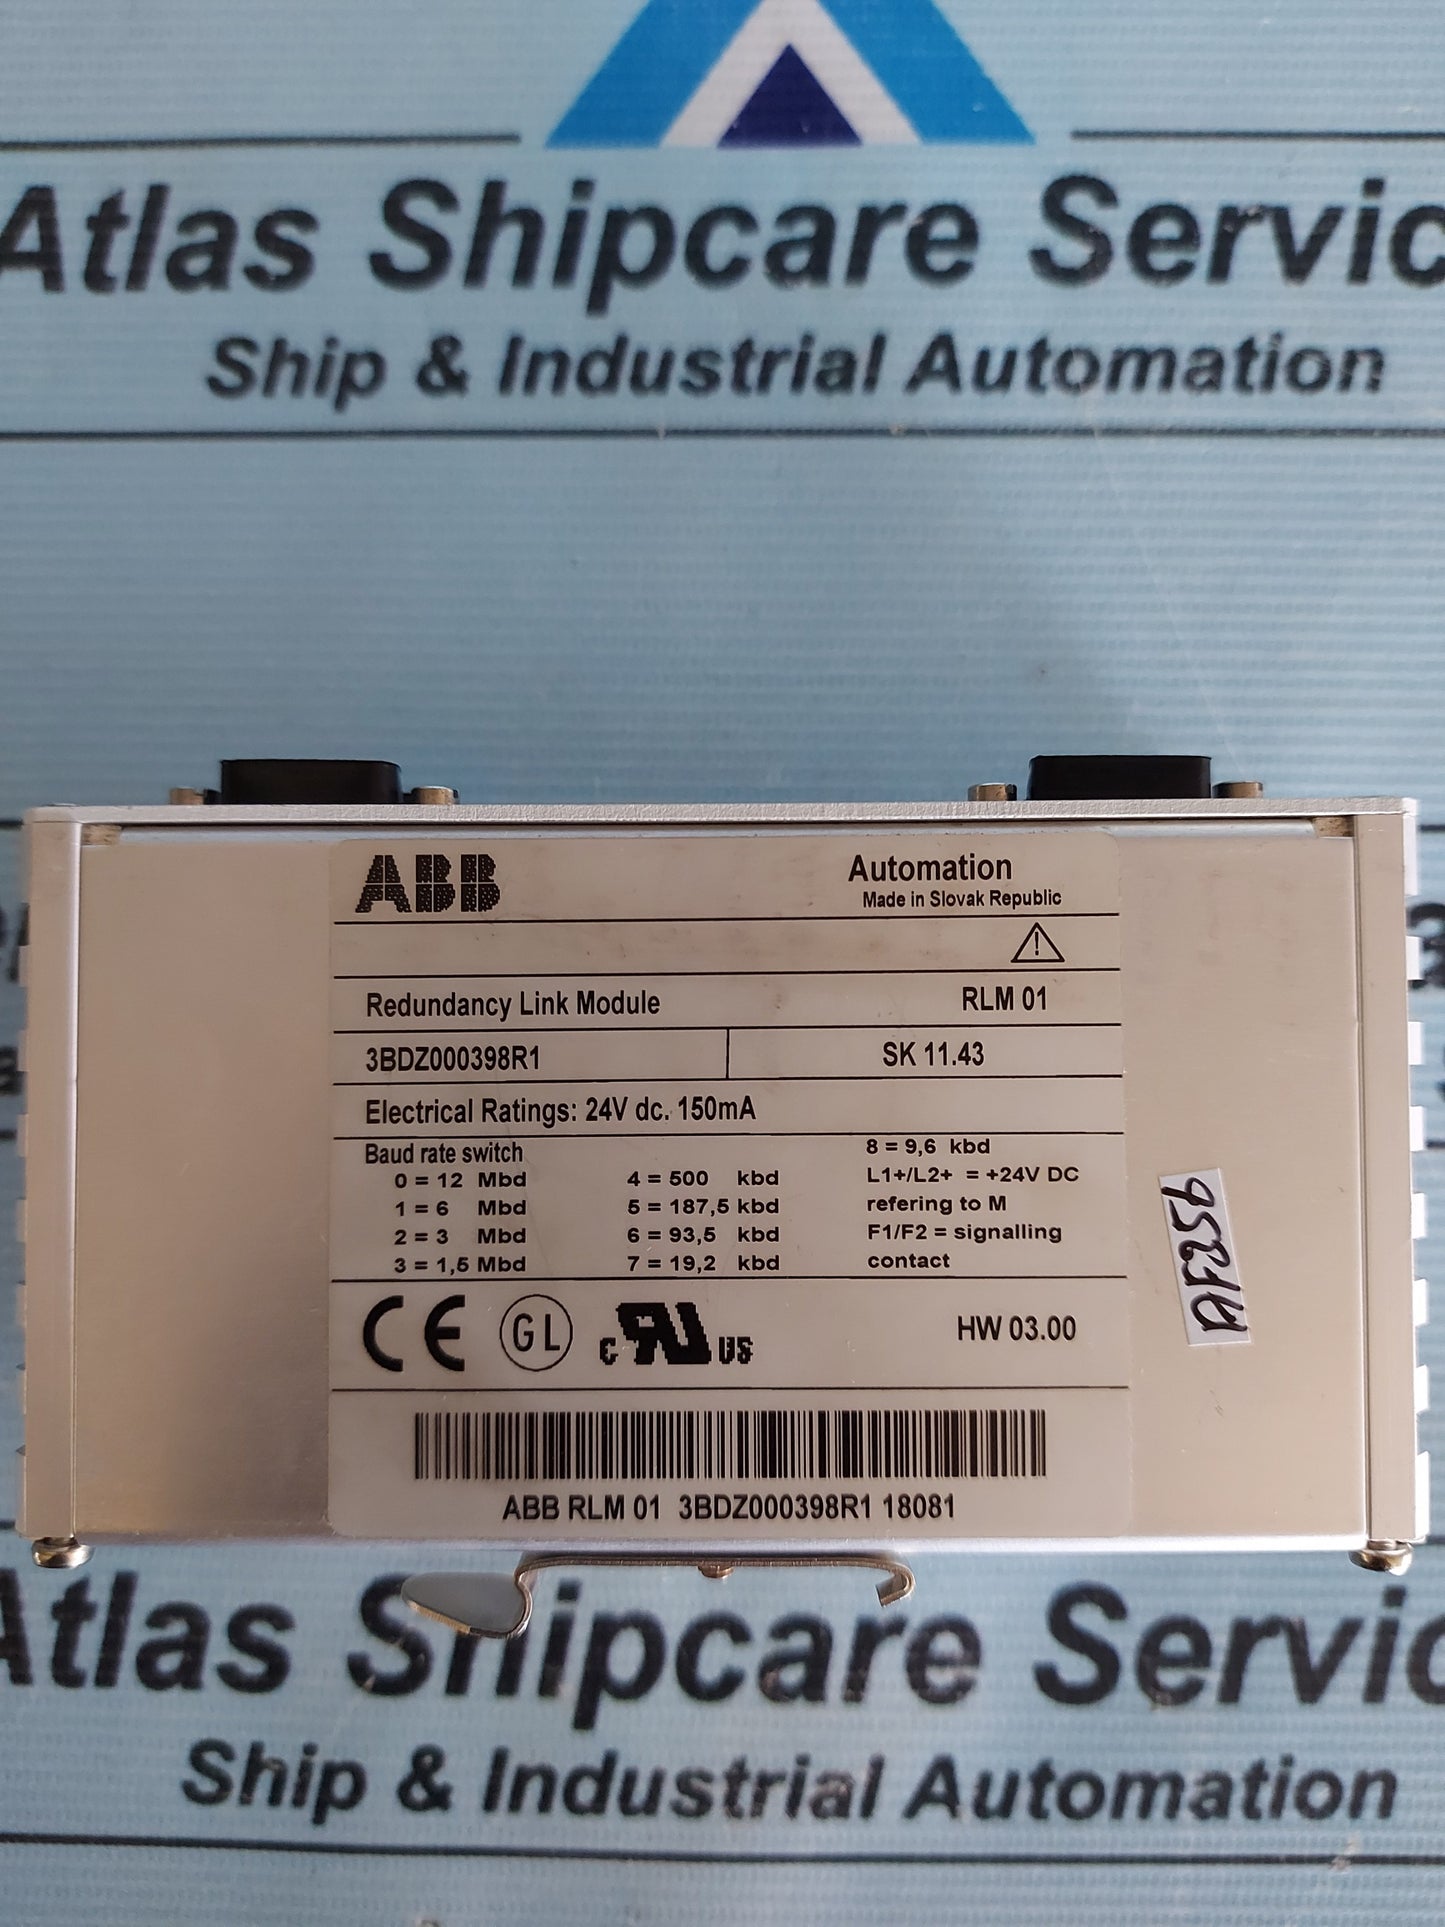 Atlas Shipcare Servic
Ship & Industrial Automation
ABB
Automation
Made in Slovak Republic
Redundancy Link Module RLM 01
3BDZ000398R1 SK 11.43
Electrical Ratings: 24V dc. 150mA
Baud rate switch
0 = 12 Mbd
1 = 6 Mbd
2 = 3 Mbd
3 = 1,5 Mbd
4 = 500 kbd
5 = 187,5 kbd
6 = 93,5 kbd
7 = 19,2 kbd
8 = 9,6 kbd
L1+/L2+ = +24V DC
refering to M
F1/F2 = signalling
contact
CE GL c RU US
HW 03.00
ABB RLM 01 3BDZ000398R1 18081
AF256
Atlas Shipcare Servic
Ship & Industrial Automation